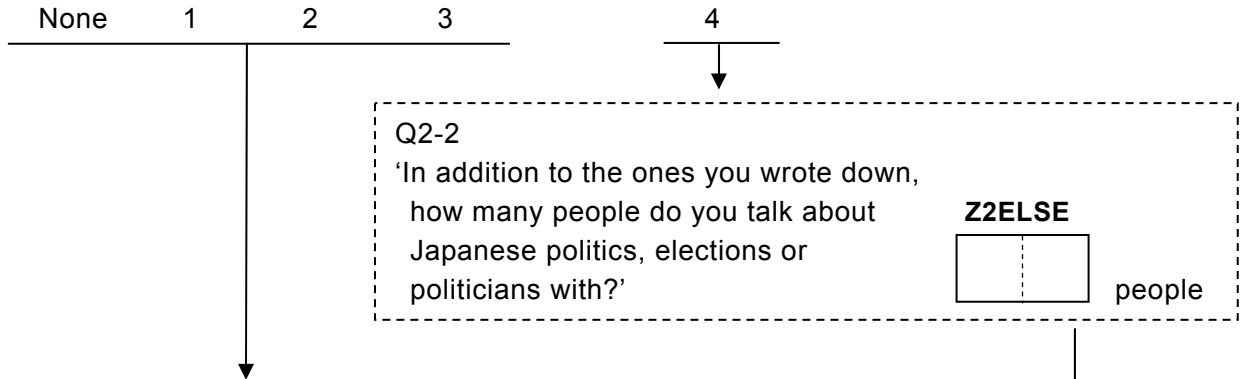 None 1 2 3 4
Q2-2
‘In addition to the ones you wrote down,
how many people do you talk about
Japanese politics, elections or
politicians with?’
Z2ELSE
people